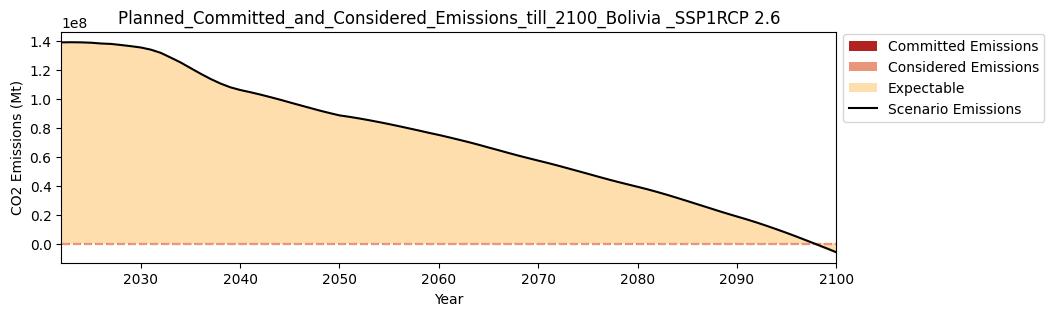 Planned_Committed_and_Considered_Emissions_till_2100_Bolivia _SSP1RCP 2.6
1e8
1.4
1.2
1.0
0.8
0.6
0.4
0.2
0.0
CO2 Emissions (Mt)
2030 2040 2050 2060 2070 2080 2090 2100
Year
Committed Emissions
Considered Emissions
Expectable
Scenario Emissions